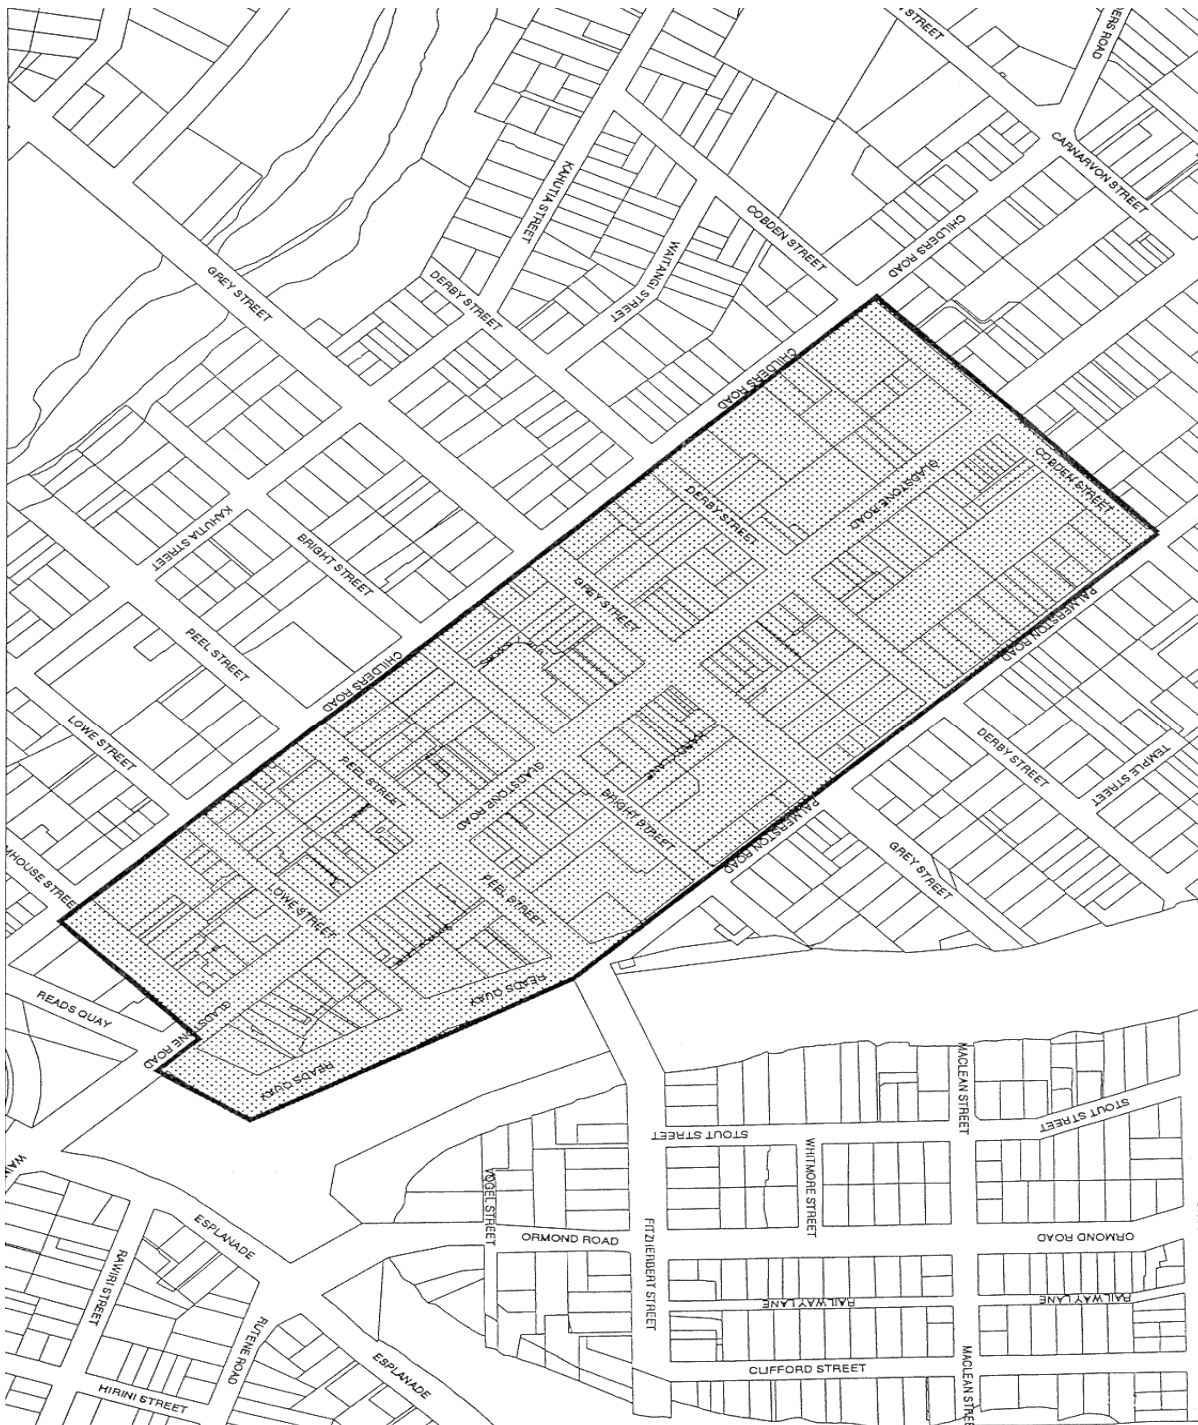 STREET
ERS ROAD
CARNARVON STREET
KAHUTIA STREET
COBDEN STREET
CHILDERS ROAD
WAITANGI STREET
GREY STREET
DERBY STREET
CHILDERS ROAD
GLADSTONE ROAD
COBDEN STREET
DERBY STREET
KAHUTIA STREET
BRIGHT STREET
GREY STREET
PALMERSTON ROAD
PEEL STREET
CHILDERS ROAD
LOWE STREET
DERBY STREET
TEMPLE STREET
PEEL STREET
GLADSTONE ROAD
BRIGHT STREET
PALMERSTON ROAD
GREY STREET
MHOUSE STREET
LOWE STREET
PEEL STREET
READS QUAY
READS QUAY
GLADSTONE ROAD
READS QUAY
MACLEAN STREET
STOUT STREET
STOUT STREET
WHITMORE STREET
WAI
VOGEL STREET
ESPLANADE
ORMOND ROAD
FITZHERBERT STREET
ORMOND ROAD
RAWIRI STREET
RAILWAY LANE
RAILWAY LANE
RUTENE ROAD
ESPLANADE
CLIFFORD STREET
MACLEAN STREET
HIRINI STREET